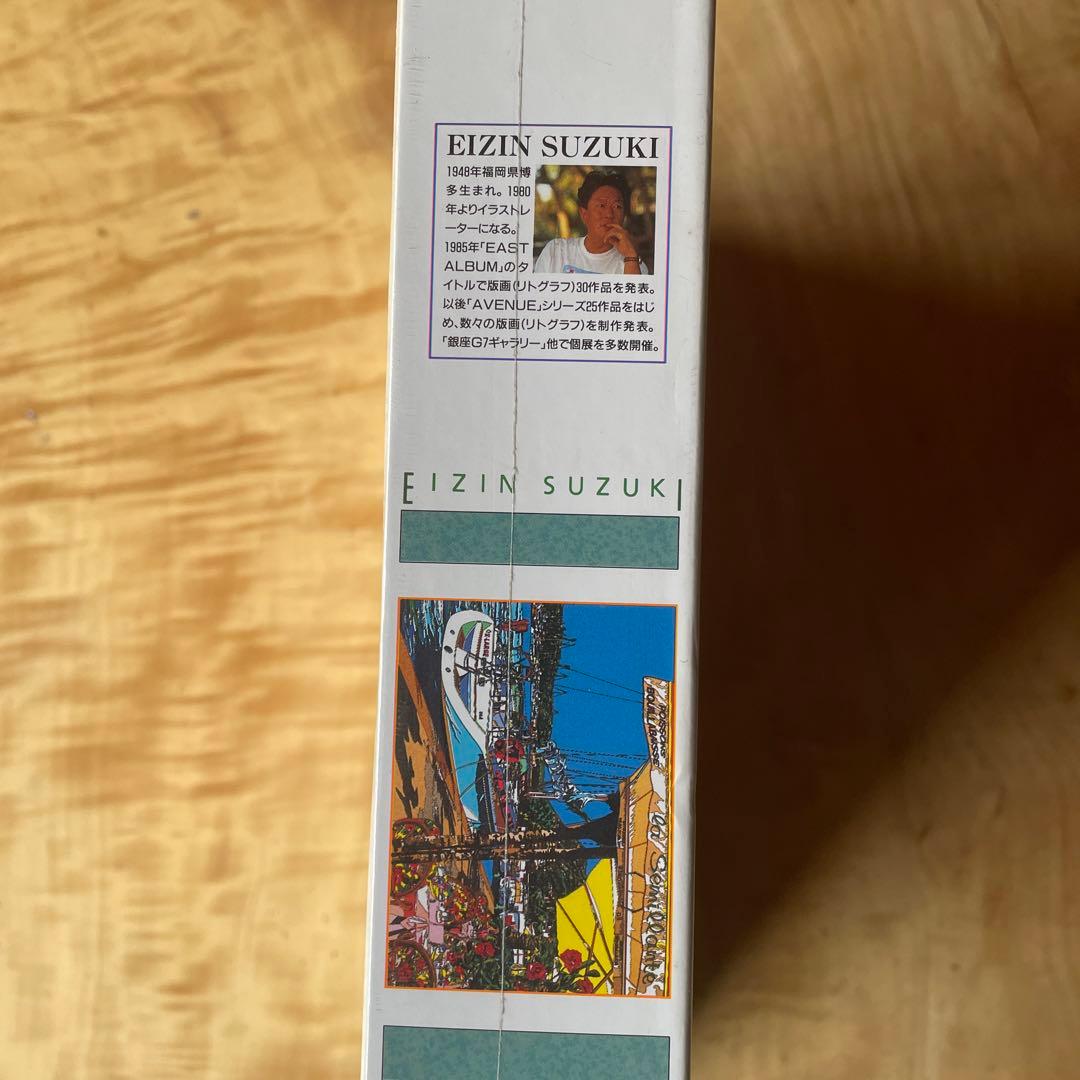 EIZIN SUZUKI
1948年福岡県博
多生まれ。1980
年よりイラストレ
ーターになる。
1985年「EAST
ALBUM」のタ
イトルで版画(リトグラフ)30作品を発表。
以後「AVENUE」シリーズ25作品をはじ
め、数々の版画(リトグラフ)を制作発表。
「銀座G7ギャラリー」他で個展を多数開催。
EIZIN SUZUKI